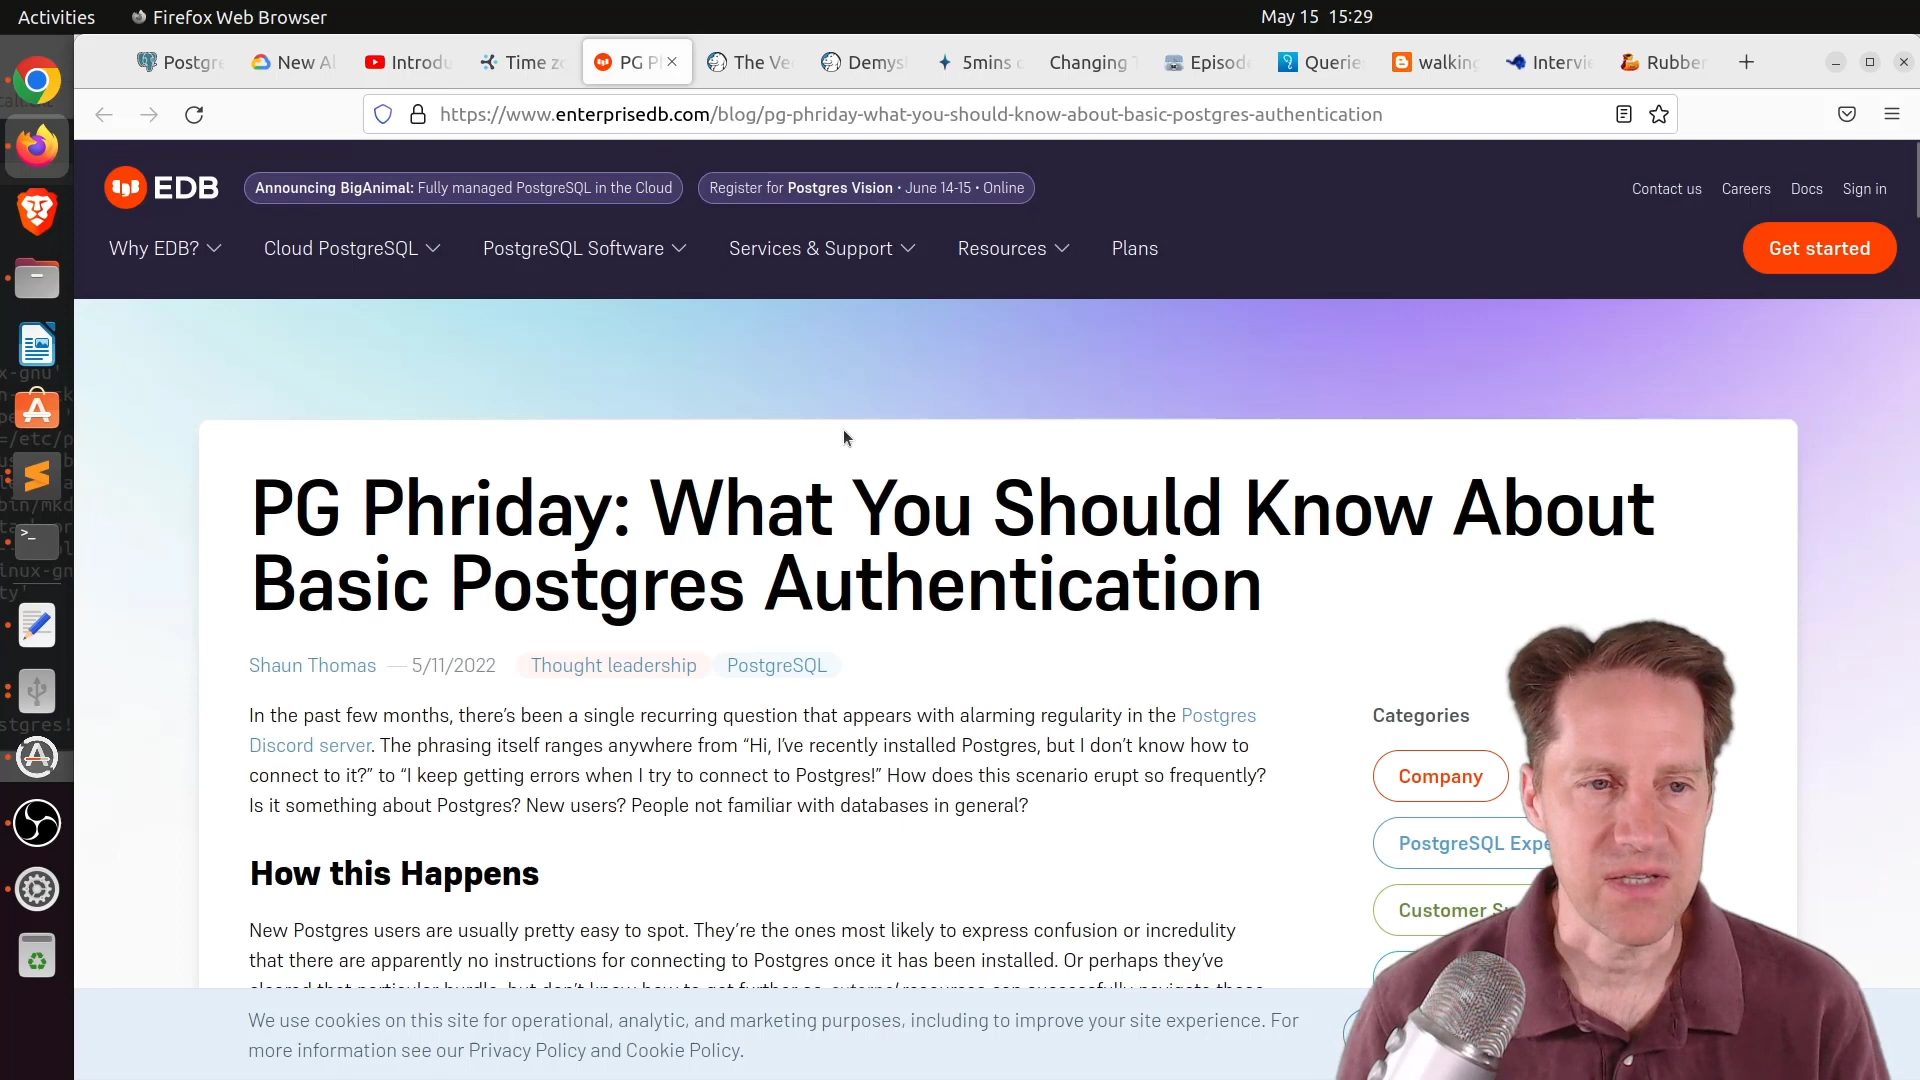 Activities
Firefox Web Browser
May 15 15:29
Postgre
New Al
Introdu
Time zo
PG P
The Ve
Demys
5mins o
Changing T
Episod
Querie
walking
Intervie
Rubber
https://www.enterprisedb.com/blog/pg-phriday-what-you-should-know-about-basic-postgres-authentication
EDB
Announcing BigAnimal: Fully managed PostgreSQL in the Cloud
Register for Postgres Vision • June 14-15 • Online
Contact us
Careers
Docs
Sign in
Why EDB?
Cloud PostgreSQL
PostgreSQL Software
Services & Support
Resources
Plans
Get started
PG Phriday: What You Should Know About
Basic Postgres Authentication
Shaun Thomas — 5/11/2022
Thought leadership
PostgreSQL
In the past few months, there's been a single recurring question that appears with alarming regularity in the Postgres
Discord server. The phrasing itself ranges anywhere from “Hi, I've recently installed Postgres, but I don't know how to
connect to it?” to “I keep getting errors when I try to connect to Postgres!” How does this scenario erupt so frequently?
Is it something about Postgres? New users? People not familiar with databases in general?
Categories
Company
PostgreSQL Expe
Customer Su
How this Happens
New Postgres users are usually pretty easy to spot. They're the ones most likely to express confusion or incredulity
that there are apparently no instructions for connecting to Postgres once it has been installed. Or perhaps they've
We use cookies on this site for operational, analytic, and marketing purposes, including to improve your site experience. For
more information see our Privacy Policy and Cookie Policy.